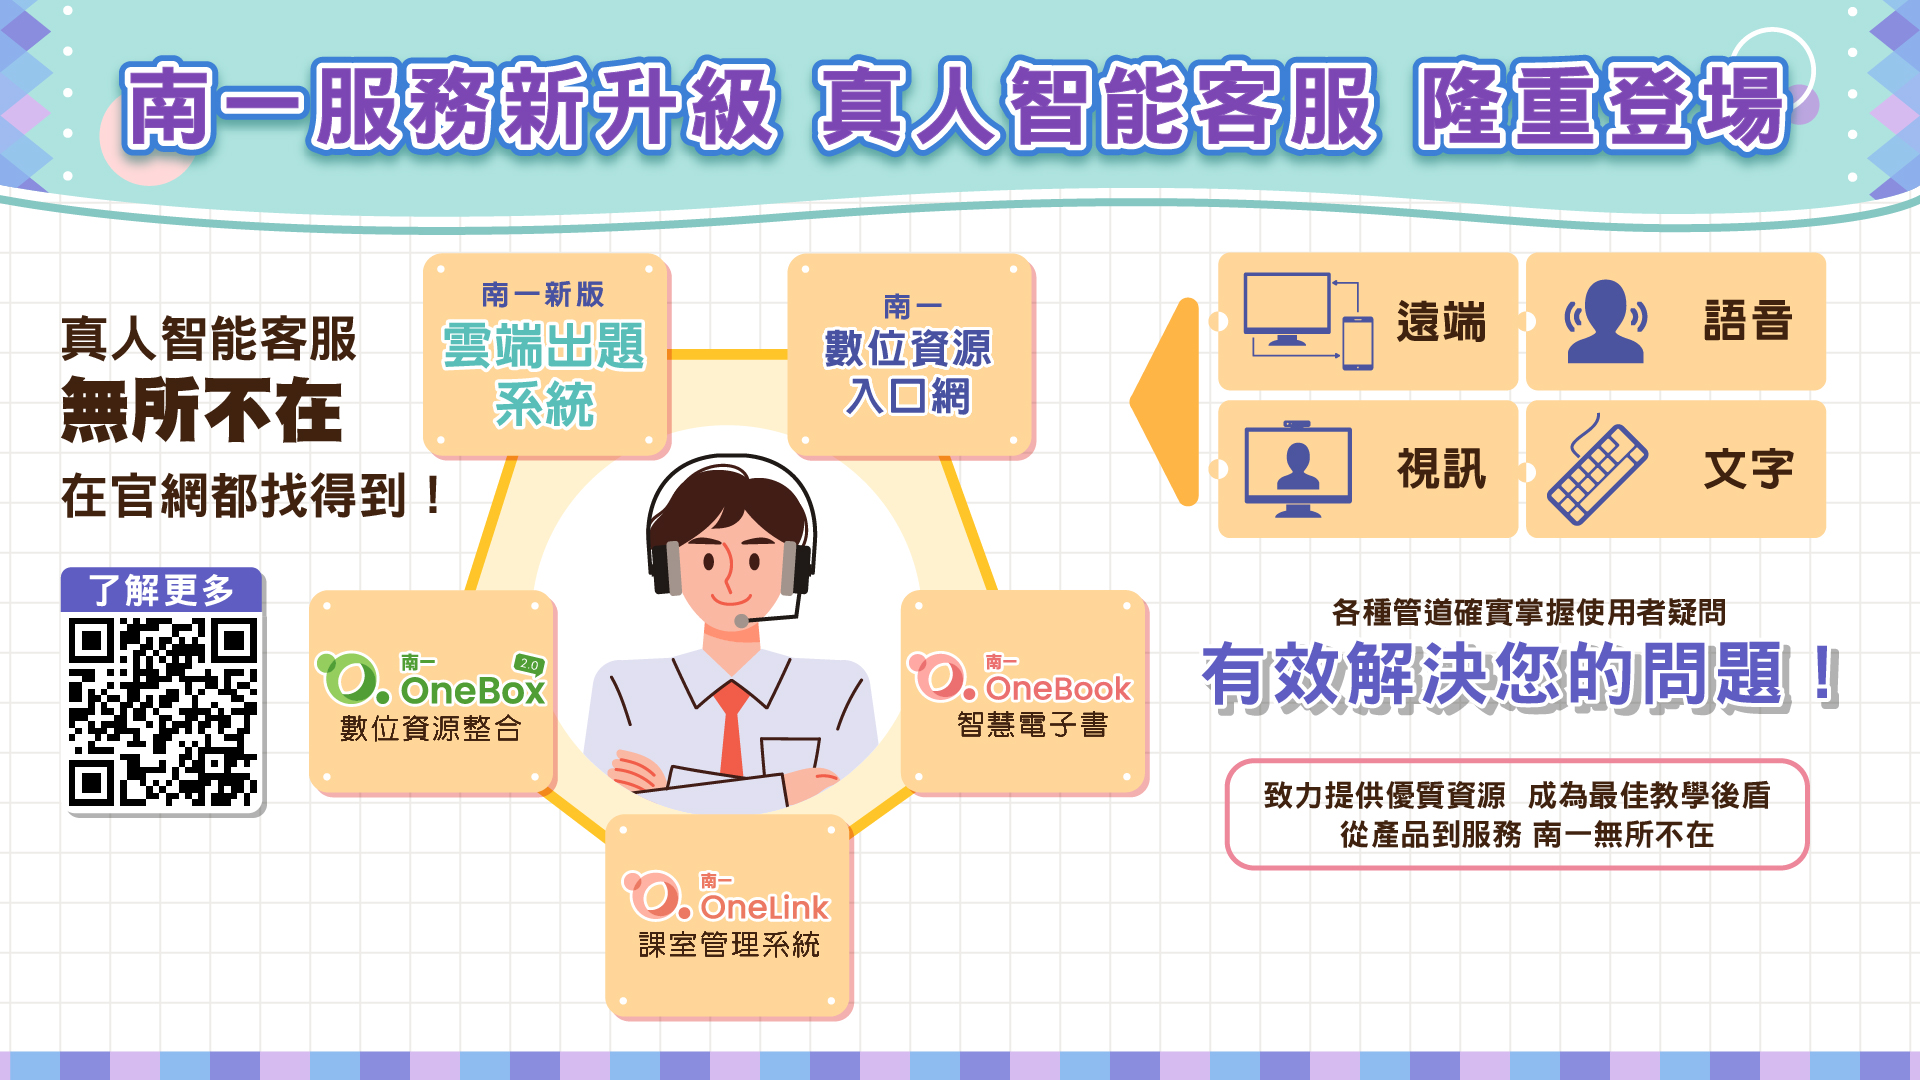 南一服務新升級 真人智能客服 隆重登場
真人智能客服
無所不在
在官網都找得到！
了解更多
南一新版
雲端出題
系統
南一
數位資源
入口網
南一
OneBox 2.0
數位資源整合
南一
OneBook
智慧電子書
南一
OneLink
課室管理系統
遠端
語音
視訊
文字
各種管道確實掌握使用者疑問
有效解決您的問題！
致力提供優質資源 成為最佳教學後盾
從產品到服務 南一無所不在